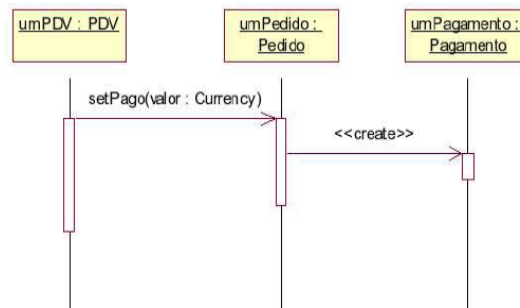 umPDV : PDV
umPedido :
Pedido
umPagamento :
Pagamento
setPago(valor : Currency)
<<create>>